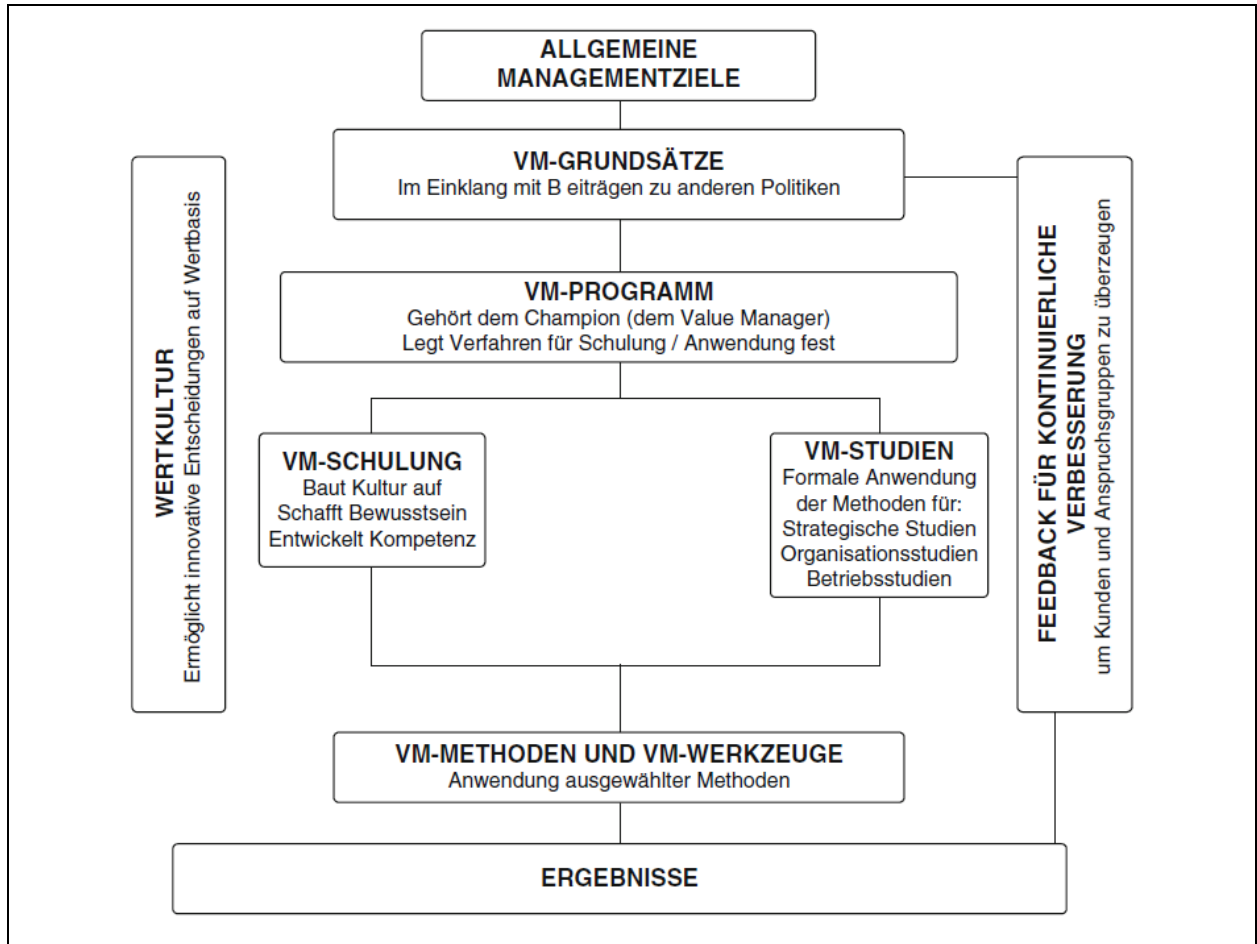 ALLGEMEINE
MANAGEMENTZIELE
VM-GRUNDSÄTZE
Im Einklang mit B eiträgen zu anderen Politiken
WERTKULTUR
Ermöglicht innovative Entscheidungen auf Wertbasis
VM-PROGRAMM
Gehört dem Champion (dem Value Manager)
Legt Verfahren für Schulung / Anwendung fest
VM-SCHULUNG
Baut Kultur auf
Schafft Bewusstsein
Entwickelt Kompetenz
VM-STUDIEN
Formale Anwendung
der Methoden für:
Strategische Studien
Organisationsstudien
Betriebsstudien
FEEDBACK FÜR KONTINUIERLICHE
VERBESSERUNG
um Kunden und Anspruchsgruppen zu überzeugen
VM-METHODEN UND VM-WERKZEUGE
Anwendung ausgewählter Methoden
ERGEBNISSE